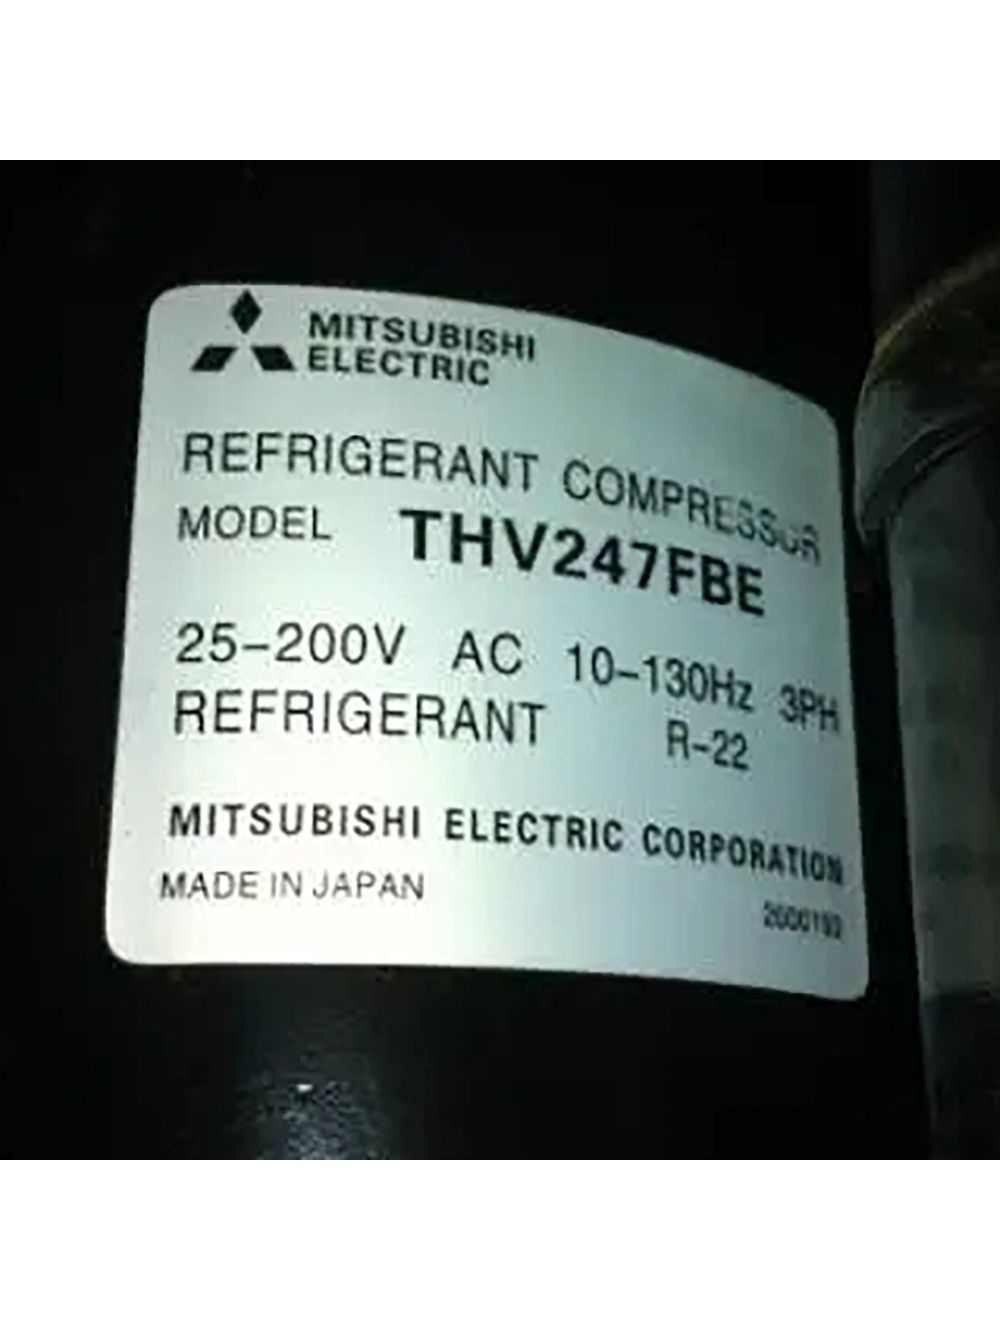 MITSUBISHI
ELECTRIC
REFRIGERANT COMPRESSOR
MODEL THV247FBE
25-200V AC 10-130Hz 3PH
REFRIGERANT R-22
MITSUBISHI ELECTRIC CORPORATION
MADE IN JAPAN